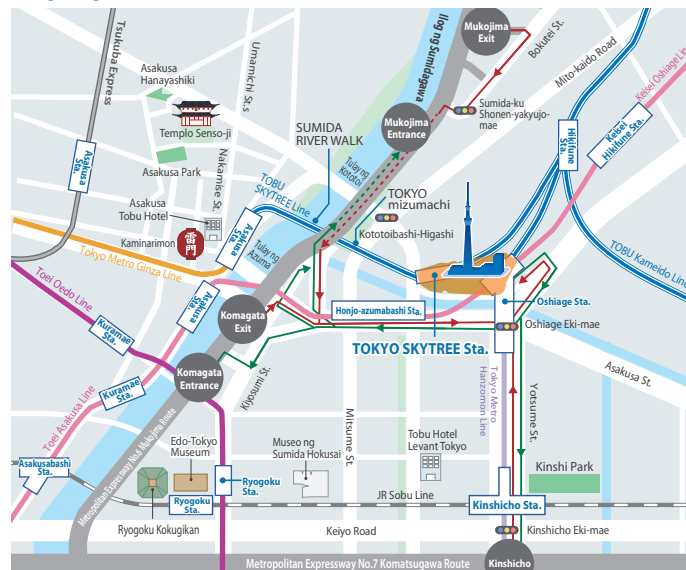 Tsukuba Express
Asakusa
Hanayashiki
Umamichi St.s
Ilog ng Sumidagawa
Mukojima
Exit
Bokutei St.
Mito-kaido Road
Keisei Oshiage Line
Templo Senso-ji
Mukojima
Entrance
Sumida-ku
Shonen-yakyujo-
mae
Asakusa
Sta.
Asakusa Park
Nakamise St.
SUMIDA
RIVER WALK
Tulay ng
Kototoi
Hikifune
Sta.
Keisei
Hikifune Sta.
TOBU
SKYTREE Line
TOKYO
mizumachi
Asakusa
Tobu Hotel
Kototoibashi-Higashi
Kaminarimon
雷門
Asakusa
Sta.
Tulay ng
Azuma
Tokyo Metro Ginza Line
TOBU Kameido Line
Toei Oedo Line
Asakusa
Sta.
Komagata
Exit
Honjo-azumabashi Sta.
Oshiage Sta.
Oshiage Eki-mae
Kuramae
Sta.
TOKYO SKYTREE Sta.
Komagata
Entrance
Kiyosumi St.
Asakusa St.
Kuramae
Sta.
Tokyo Metro
Hanzomon Line
Yotsume St.
Toei Asakusa Line
Mitsume St.
Metropolitan Expressway No.6 Mukojima Route
Edo-Tokyo
Museum
Museo ng
Sumida Hokusai
Tobu Hotel
Levant Tokyo
Kinshi Park
Asakusabashi
Sta.
Ryogoku
Sta.
Ryogoku
Sta.
JR Sobu Line
Kinshicho Sta.
Ryogoku Kokugikan
Keiyo Road
Kinshicho Eki-mae
Metropolitan Expressway No.7 Komatsugawa Route
Kinshicho